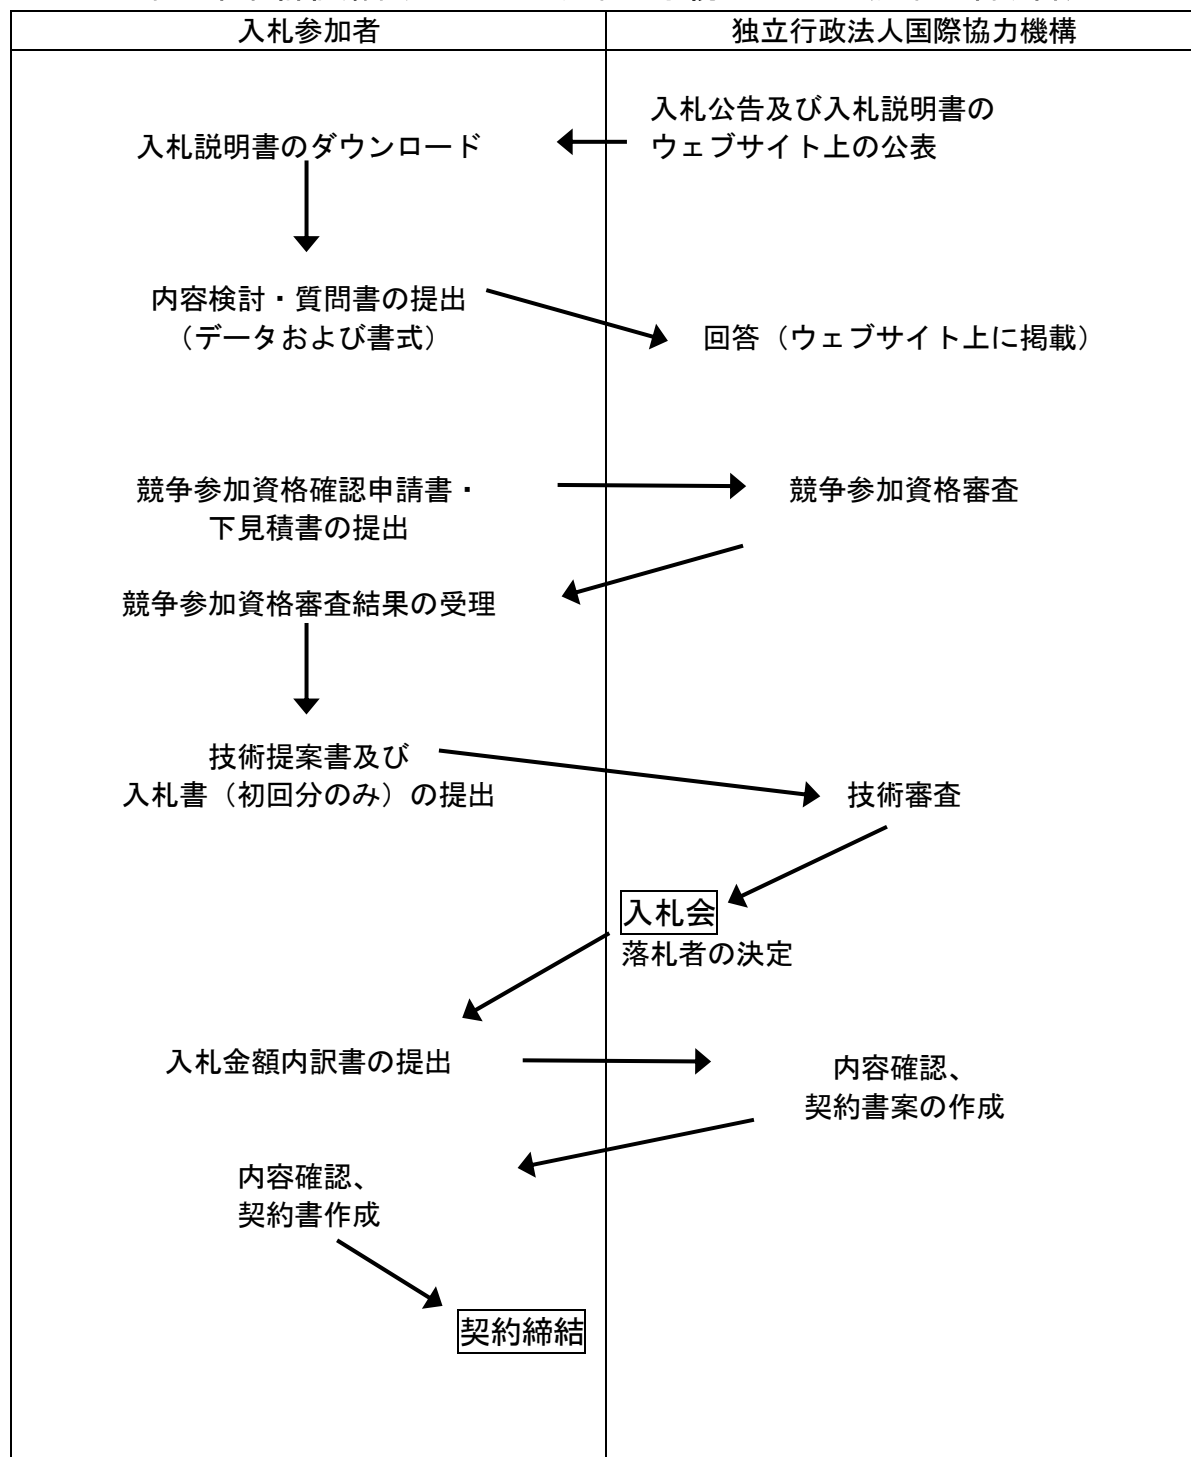 入札参加者
独立行政法人国際協力機構
入札公告及び入札説明書の
ウェブサイト上の公表
入札説明書のダウンロード
内容検討・質問書の提出
（データおよび書式）
回答（ウェブサイト上に掲載）
競争参加資格確認申請書・
下見積書の提出
競争参加資格審査
競争参加資格審査結果の受理
技術提案書及び
入札書（初回分のみ）の提出
技術審査
入札会
落札者の決定
入札金額内訳書の提出
内容確認、
契約書案の作成
内容確認、
契約書作成
契約締結